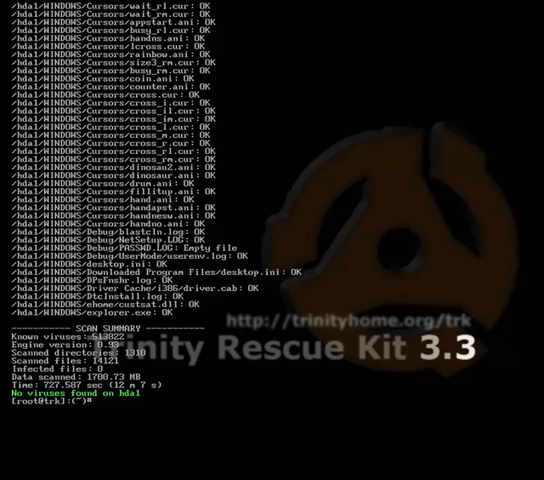 /hda1/WINDOWS/Cursors/wait_rl.cur: OK
/hda1/WINDOWS/Cursors/wait_rm.cur: OK
/hda1/WINDOWS/Cursors/appstart.ani: OK
/hda1/WINDOWS/Cursors/busy_rl.cur: OK
/hda1/WINDOWS/Cursors/handns.ani: OK
/hda1/WINDOWS/Cursors/lcross.cur: OK
/hda1/WINDOWS/Cursors/rainbow.ani: OK
/hda1/WINDOWS/Cursors/size3_rm.cur: OK
/hda1/WINDOWS/Cursors/busy_rm.cur: OK
/hda1/WINDOWS/Cursors/coin.ani: OK
/hda1/WINDOWS/Cursors/counter.ani: OK
/hda1/WINDOWS/Cursors/cross.cur: OK
/hda1/WINDOWS/Cursors/cross_i.cur: OK
/hda1/WINDOWS/Cursors/cross_il.cur: OK
/hda1/WINDOWS/Cursors/cross_im.cur: OK
/hda1/WINDOWS/Cursors/cross_l.cur: OK
/hda1/WINDOWS/Cursors/cross_m.cur: OK
/hda1/WINDOWS/Cursors/cross_r.cur: OK
/hda1/WINDOWS/Cursors/cross_rl.cur: OK
/hda1/WINDOWS/Cursors/cross_rm.cur: OK
/hda1/WINDOWS/Cursors/dinosau2.ani: OK
/hda1/WINDOWS/Cursors/dinosaur.ani: OK
/hda1/WINDOWS/Cursors/drum.ani: OK
/hda1/WINDOWS/Cursors/fillitup.ani: OK
/hda1/WINDOWS/Cursors/hand.ani: OK
/hda1/WINDOWS/Cursors/handapst.ani: OK
/hda1/WINDOWS/Cursors/handnesw.ani: OK
/hda1/WINDOWS/Cursors/handno.ani: OK
/hda1/WINDOWS/Debug/blastcln.log: OK
/hda1/WINDOWS/Debug/NetSetup.LOG: OK
/hda1/WINDOWS/Debug/PASSWD.LOG: Empty file
/hda1/WINDOWS/Debug/UserMode/userenv.log: OK
/hda1/WINDOWS/desktop.ini: OK
/hda1/WINDOWS/Downloaded Program Files/desktop.ini: OK
/hda1/WINDOWS/DPsFnshr.log: OK
/hda1/WINDOWS/Driver Cache/i386/driver.cab: OK
/hda1/WINDOWS/DtcInstall.log: OK
/hda1/WINDOWS/ehome/custsat.dll: OK
/hda1/WINDOWS/explorer.exe: OK
----------- SCAN SUMMARY -----------
http://trinityhome.org/trk
Known viruses: 513822
Engine version: 0.93
Trinity Rescue Kit 3.3
Scanned directories: 1310
Scanned files: 14121
Infected files: 0
Data scanned: 1700.73 MB
Time: 727.587 sec (12 m 7 s)
No viruses found on hda1
[root@trk]:(~)#